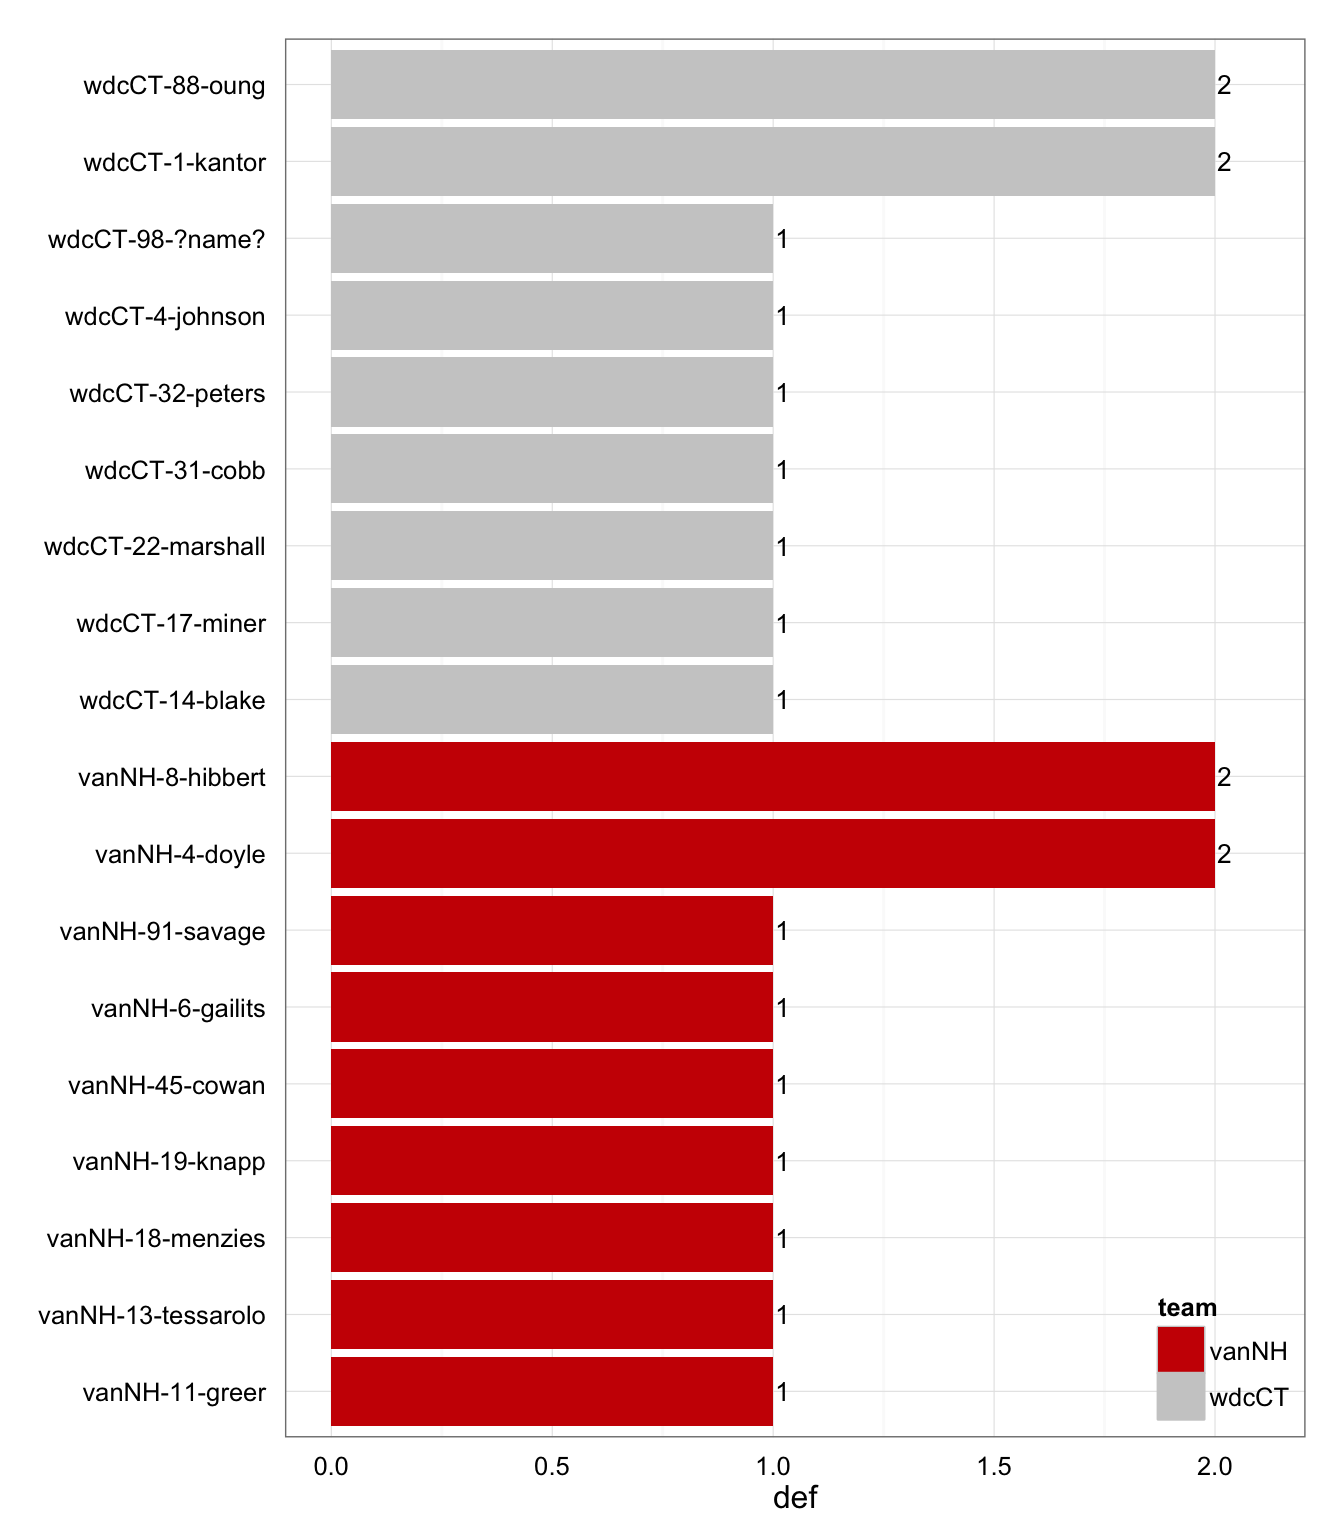 wdcCT-88-oung 2
wdcCT-1-kantor 2
wdcCT-98-?name? 1
wdcCT-4-johnson 1
wdcCT-32-peters 1
wdcCT-31-cobb 1
wdcCT-22-marshall 1
wdcCT-17-miner 1
wdcCT-14-blake 1
vanNH-8-hibbert 2
vanNH-4-doyle 2
vanNH-91-savage 1
vanNH-6-gailits 1
vanNH-45-cowan 1
vanNH-19-knapp 1
vanNH-18-menzies 1
vanNH-13-tessarolo 1
vanNH-11-greer 1
team
vanNH
wdcCT
0.0 0.5 1.0 1.5 2.0
def